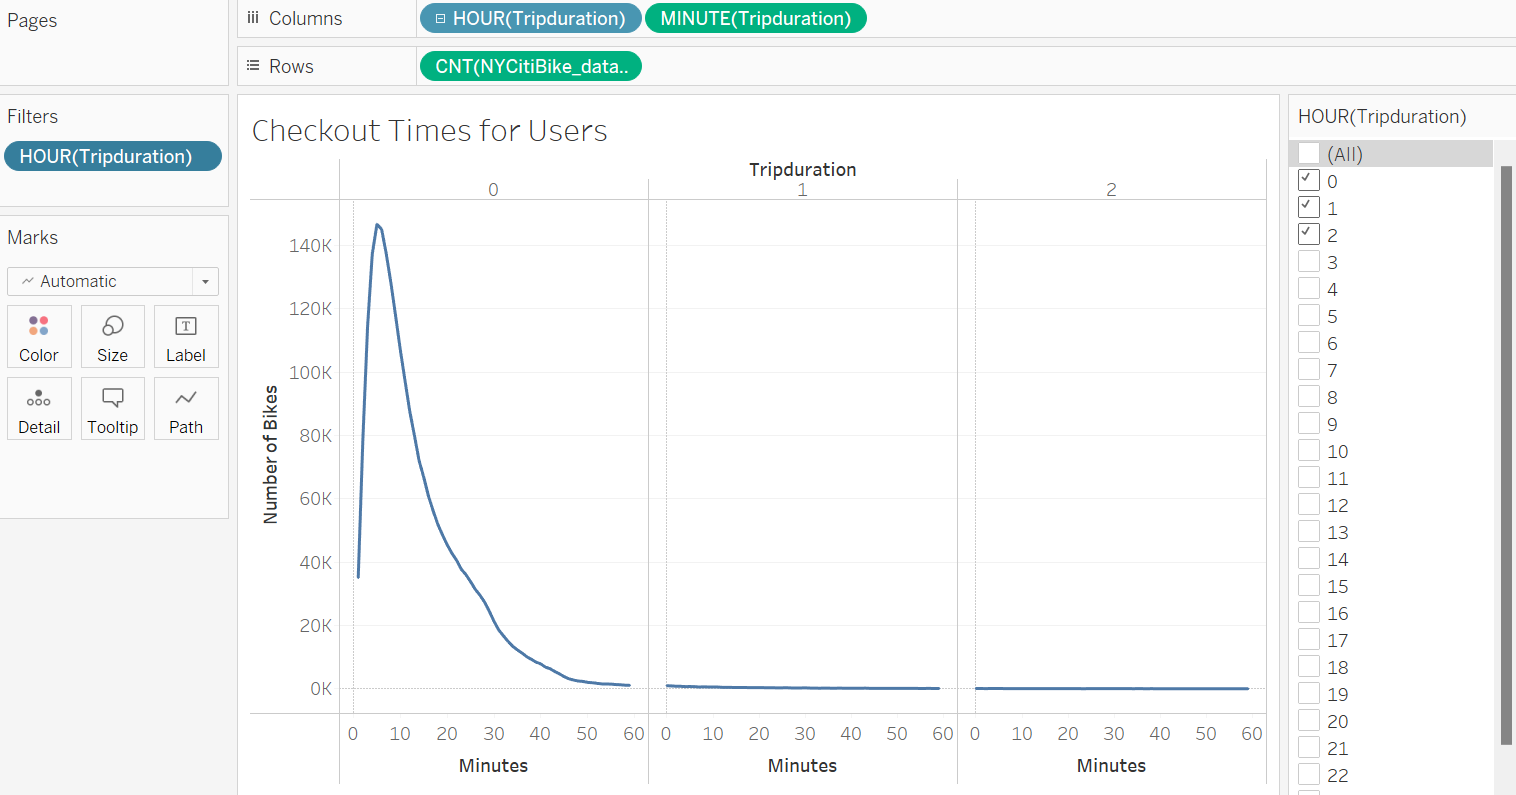 Pages
Columns
HOUR(Tripduration)
MINUTE(Tripduration)
Rows
CNT(NYCitiBike_data..
Filters
HOUR(Tripduration)
Marks
Automatic
Color
Size
Label
Detail
Tooltip
Path
Checkout Times for Users
Tripduration
0
1
2
Number of Bikes
140K
120K
100K
80K
60K
40K
20K
0K
0 10 20 30 40 50 60
0 10 20 30 40 50 60
0 10 20 30 40 50 60
Minutes
Minutes
Minutes
HOUR(Tripduration)
(All)
0
1
2
3
4
5
6
7
8
9
10
11
12
13
14
15
16
17
18
19
20
21
22